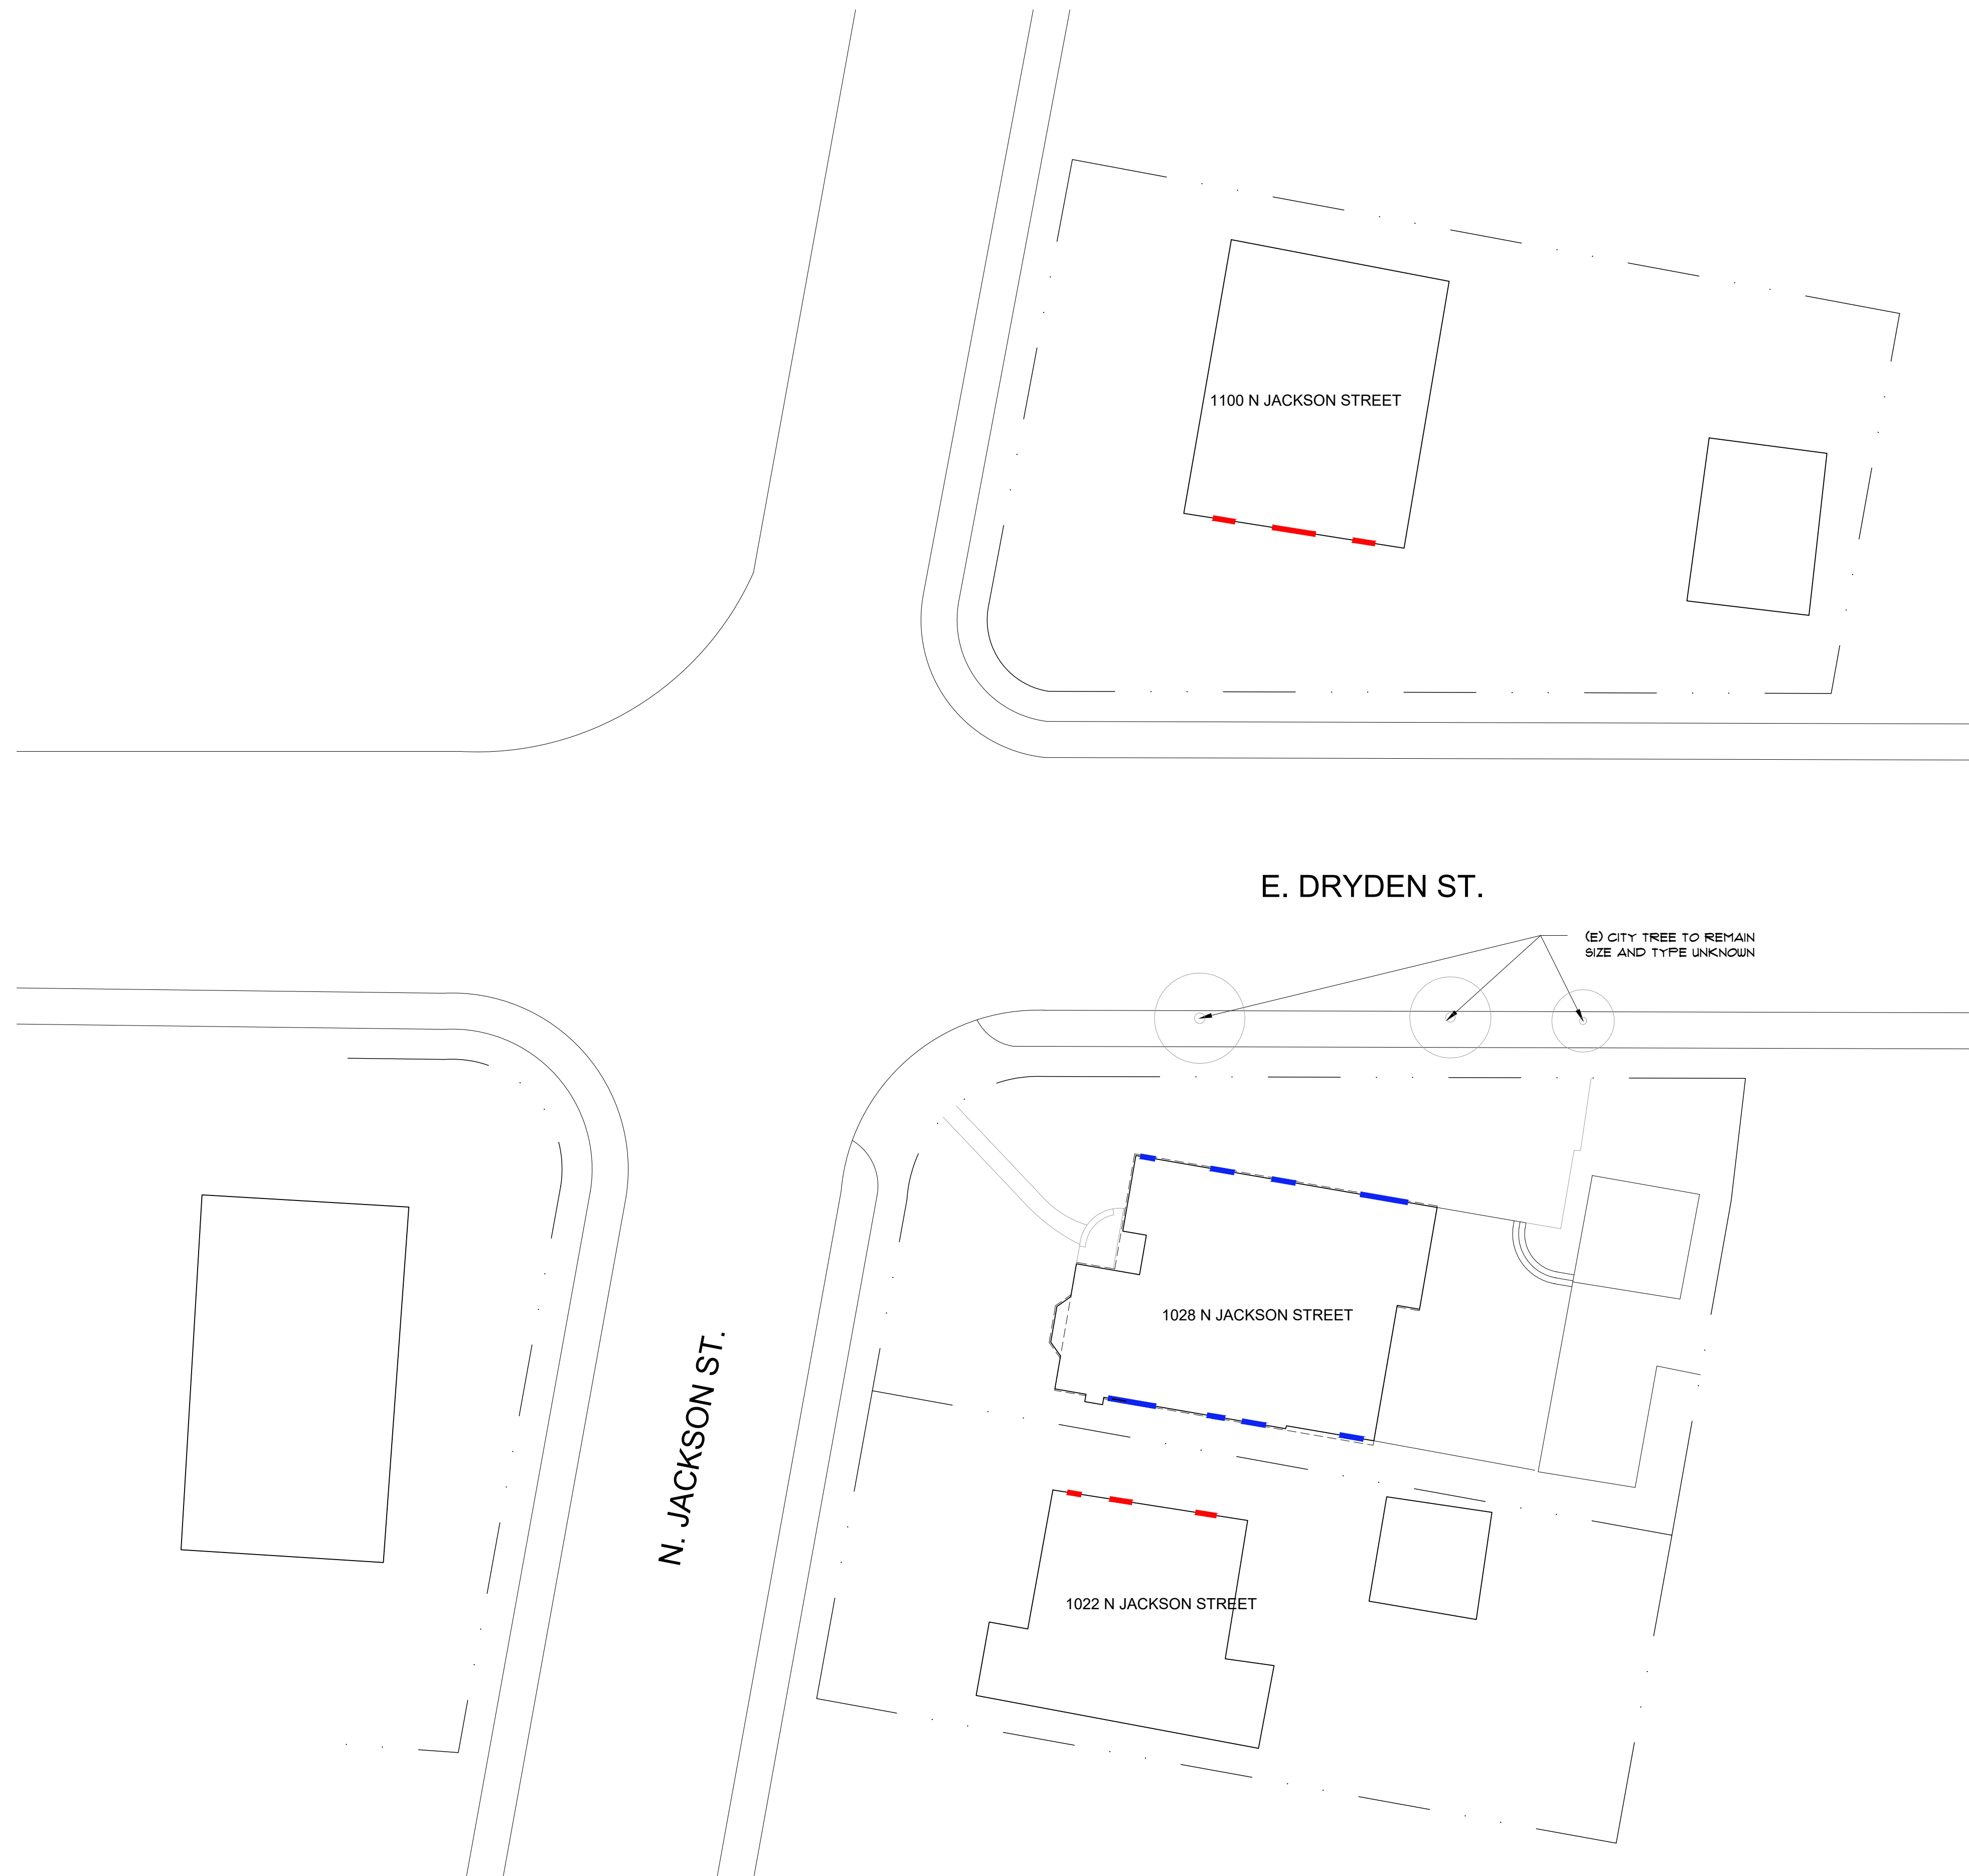 1100 N JACKSON STREET
E. DRYDEN ST.
(E) CITY TREE TO REMAIN
SIZE AND TYPE UNKNOWN
1028 N JACKSON STREET
N. JACKSON ST.
1022 N JACKSON STREET